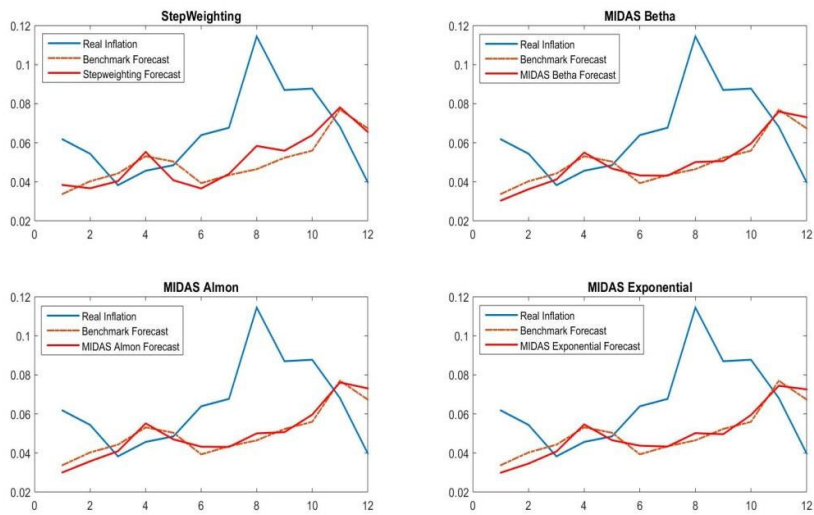 StepWeighting
0.12
0.1
0.08
0.06
0.04
0.02
Real Inflation
Benchmark Forecast
Stepweighting Forecast
0 2 4 6 8 10 12
MIDAS Betha
0.12
0.1
0.08
0.06
0.04
0.02
Real Inflation
Benchmark Forecast
MIDAS Betha Forecast
0 2 4 6 8 10 12
MIDAS Almon
0.12
0.1
0.08
0.06
0.04
0.02
Real Inflation
Benchmark Forecast
MIDAS Almon Forecast
0 2 4 6 8 10 12
MIDAS Exponential
0.12
0.1
0.08
0.06
0.04
0.02
Real Inflation
Benchmark Forecast
MIDAS Exponential Forecast
0 2 4 6 8 10 12